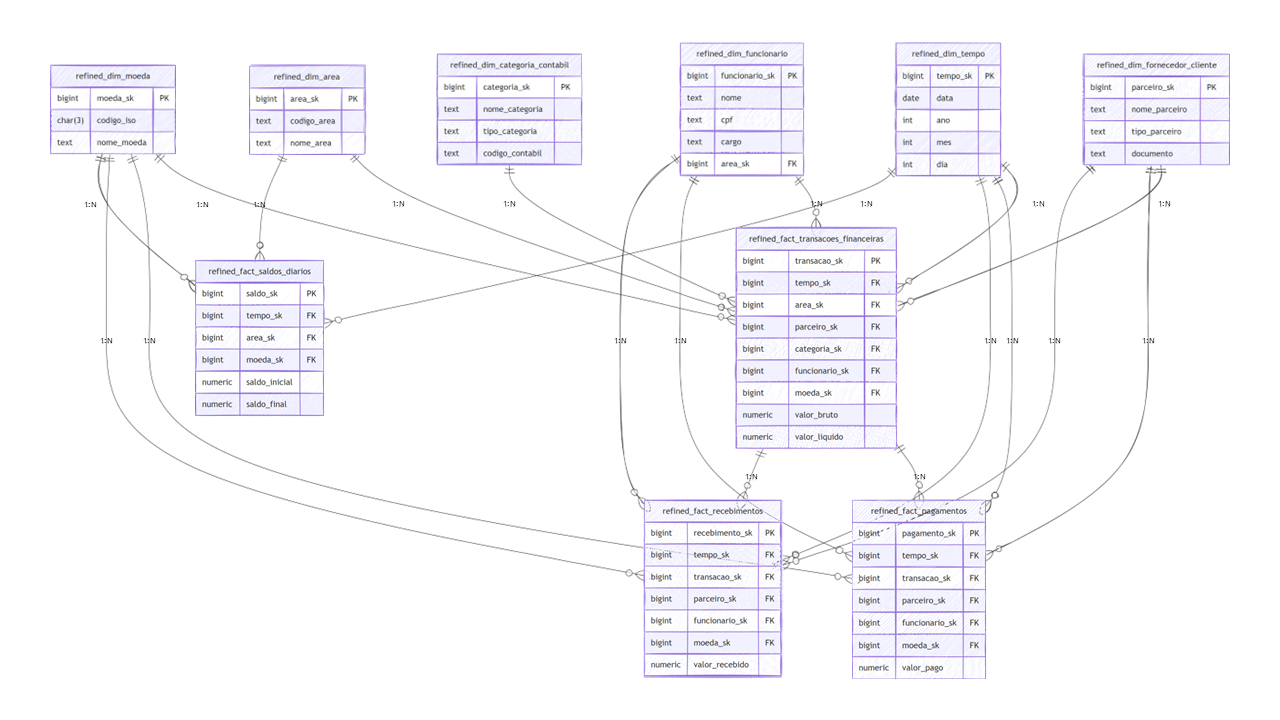 refined_dim_moeda
bigint moeda_sk PK
char(3) codigo_iso
text nome_moeda
refined_dim_area
bigint area_sk PK
text codigo_area
text nome_area
refined_dim_categoria_contabil
bigint categoria_sk PK
text nome_categoria
text tipo_categoria
text codigo_contabil
refined_dim_funcionario
bigint funcionario_sk PK
text nome
text cpf
text cargo
bigint area_sk FK
refined_dim_tempo
bigint tempo_sk PK
date data
int ano
int mes
int dia
refined_dim_fornecedor_cliente
bigint parceiro_sk PK
text nome_parceiro
text tipo_parceiro
text documento
1:N 1:N 1:N 1:N 1:N 1:N 1:N 1:N 1:N
refined_fact_saldos_diarios
bigint saldo_sk PK
bigint tempo_sk FK
bigint area_sk FK
bigint moeda_sk FK
numeric saldo_inicial
numeric saldo_final
refined_fact_transacoes_financeiras
bigint transacao_sk PK
bigint tempo_sk FK
bigint area_sk FK
bigint parceiro_sk FK
bigint categoria_sk FK
bigint funcionario_sk FK
bigint moeda_sk FK
numeric valor_bruto
numeric valor_liquido
1:N 1:N 1:N 1:N 1:N 1:N 1:N 1:N
1:N 1:N
refined_fact_recebimentos
bigint recebimento_sk PK
bigint tempo_sk FK
bigint transacao_sk FK
bigint parceiro_sk FK
bigint funcionario_sk FK
bigint moeda_sk FK
numeric valor_recebido
refined_fact_pagamentos
bigint pagamento_sk PK
bigint tempo_sk FK
bigint transacao_sk FK
bigint parceiro_sk FK
bigint funcionario_sk FK
bigint moeda_sk FK
numeric valor_pago